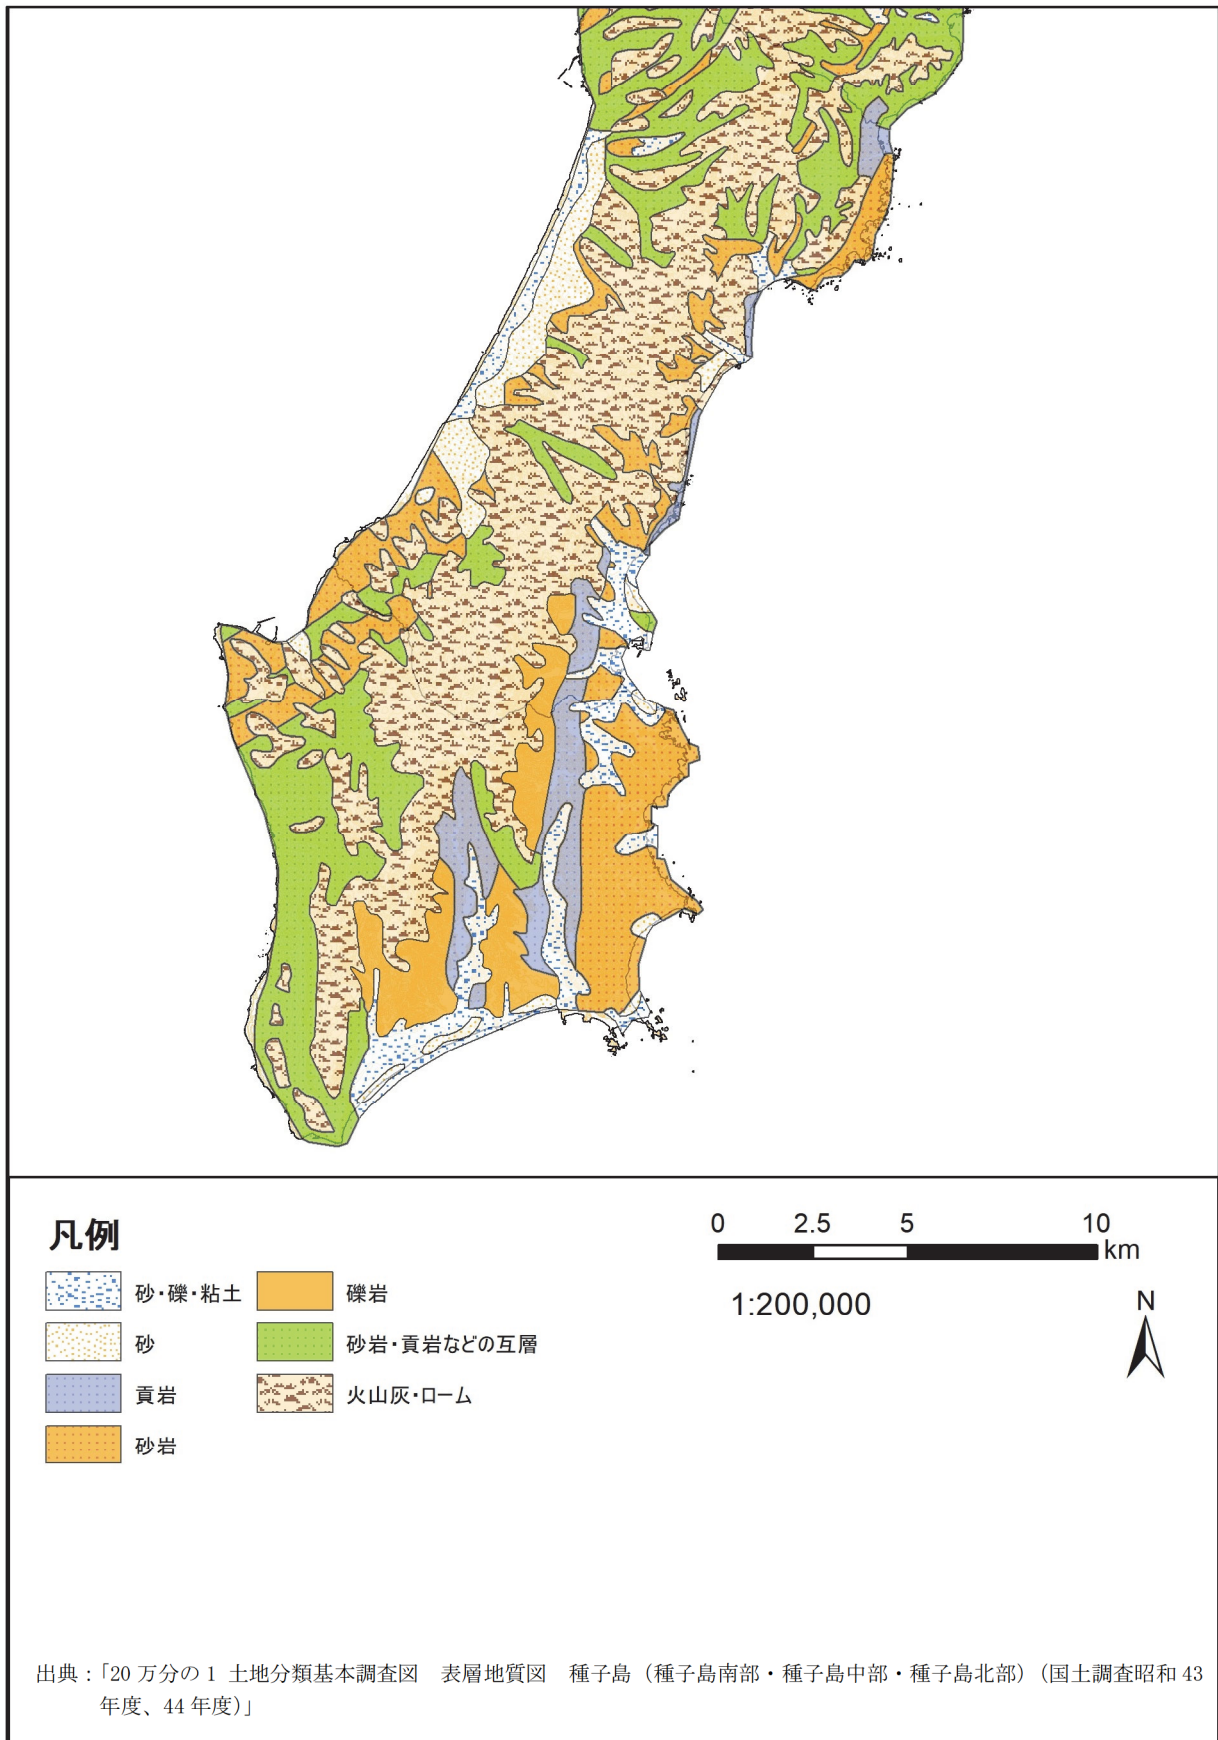 凡例
砂・礫・粘土
礫岩
砂
砂岩・貢岩などの互層
貢岩
火山灰・ローム
砂岩
0 2.5 5 10
km
1:200,000
N
出典：「20 万分の 1 土地分類基本調査図　表層地質図　種子島（種子島南部・種子島中部・種子島北部）（国土調査昭和 43
年度、44 年度）」